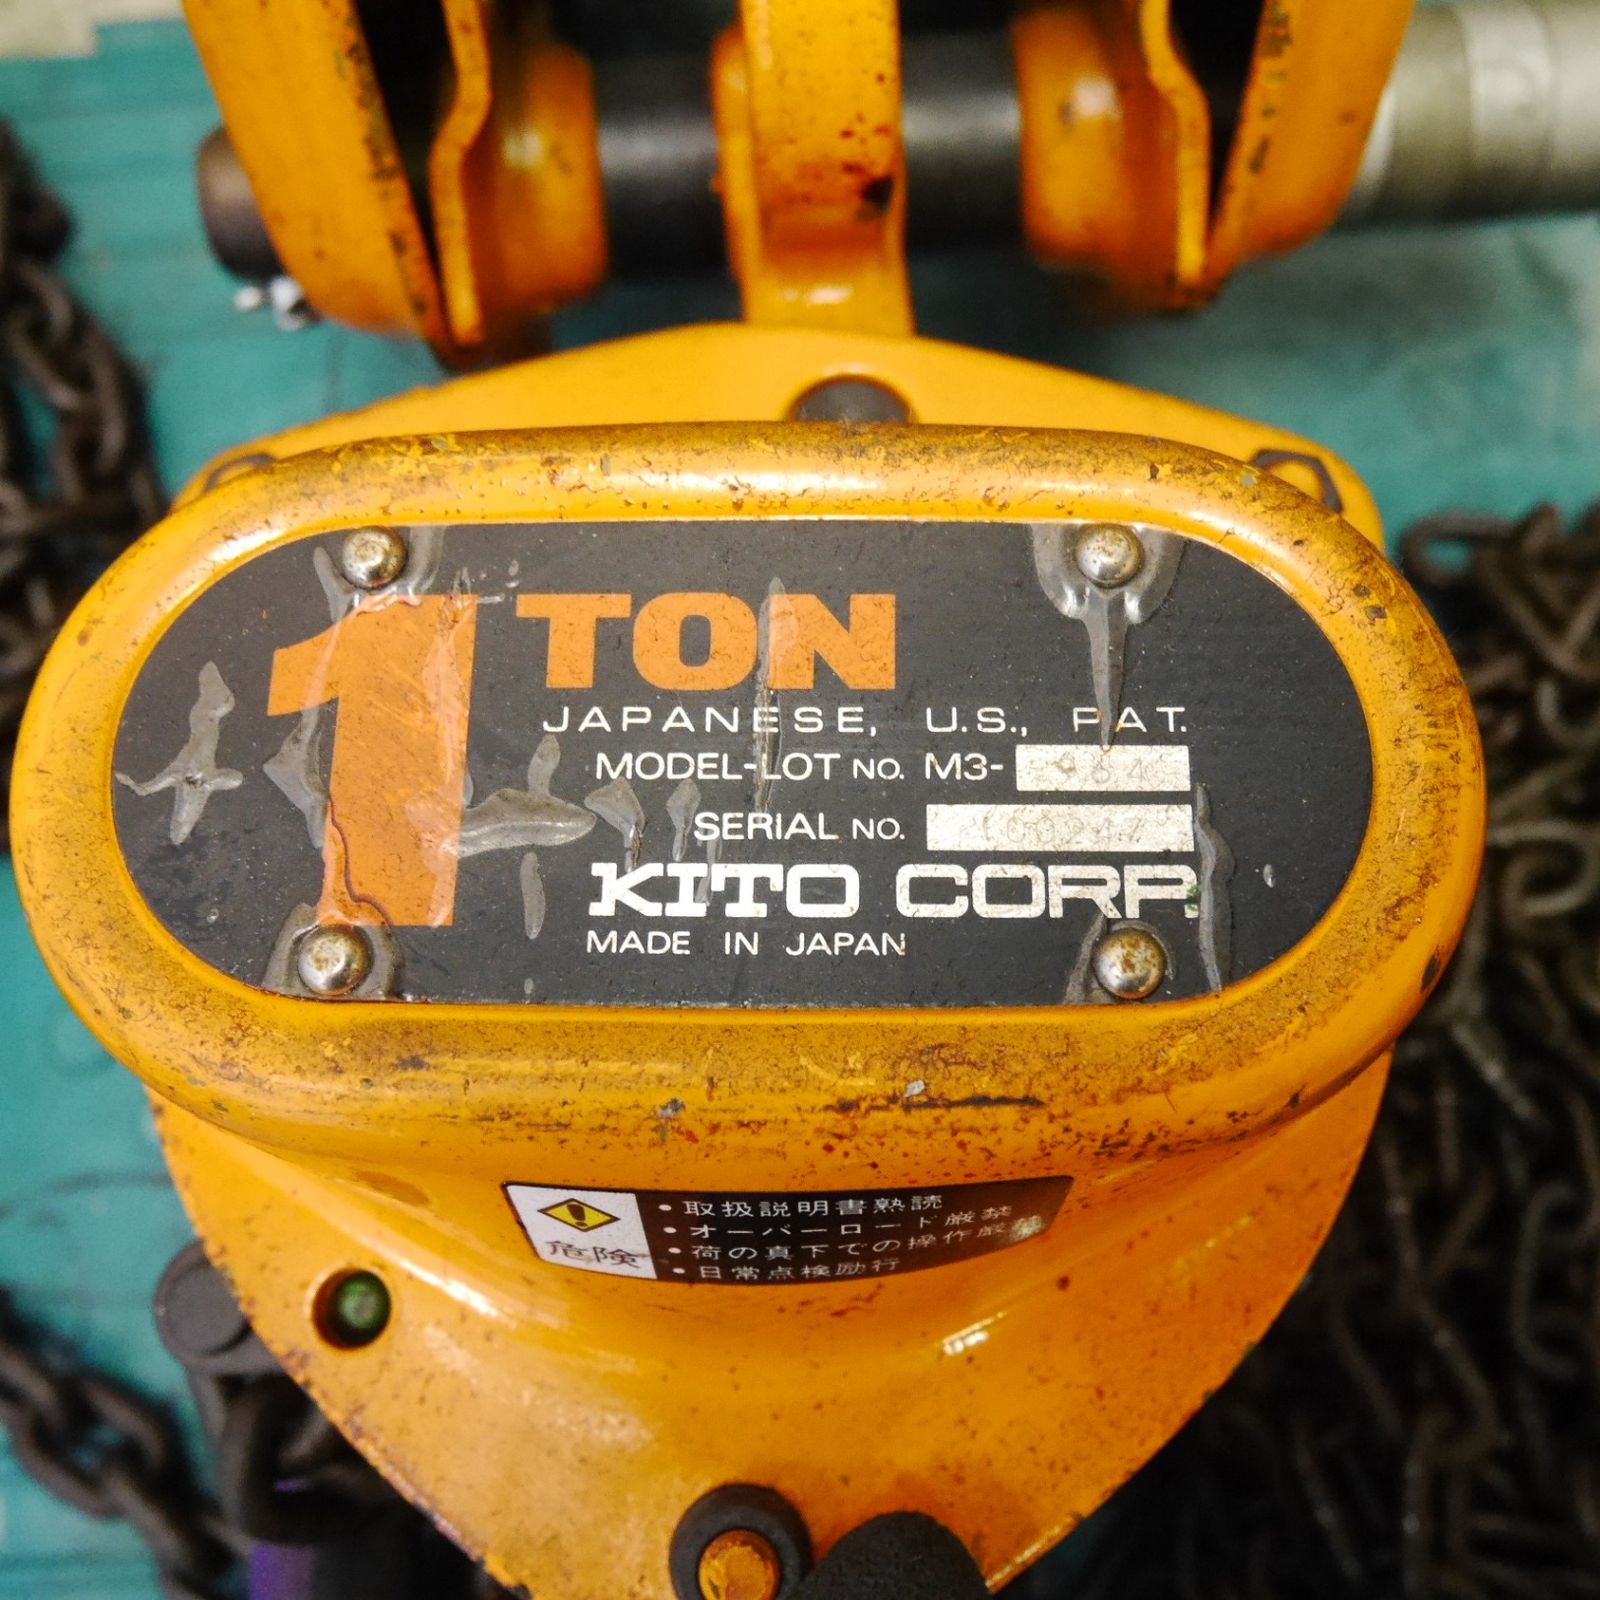 1 TON
JAPANESE, U.S., PAT.
MODEL-LOT NO. M3-
SERIAL NO.
KITO CORP.
MADE IN JAPAN
危険
・取扱説明書熟読
・オーバーロード厳禁
・荷の真下での操作厳禁
・日常点検励行